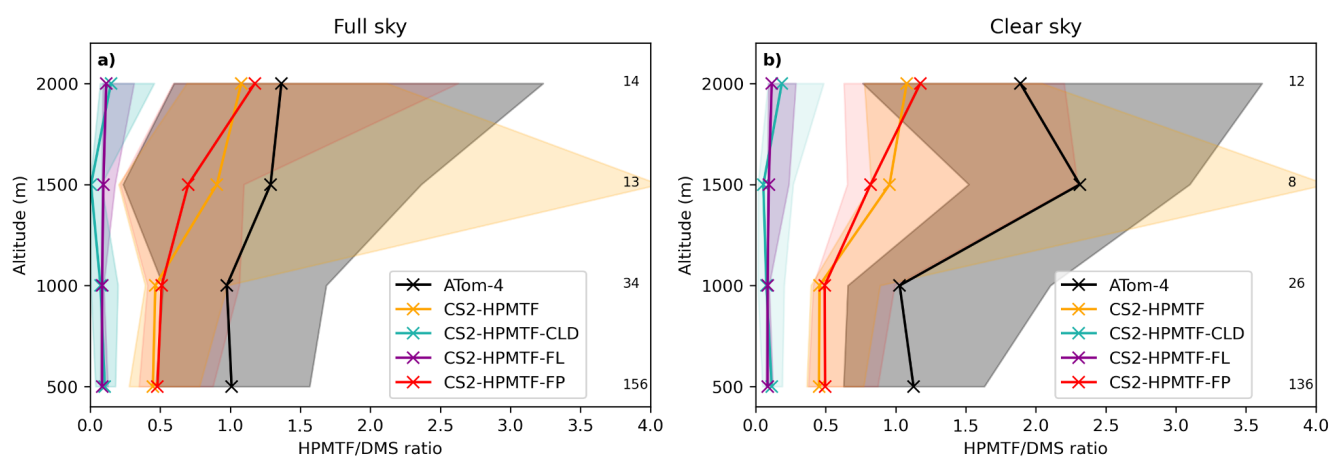 Full sky
a)
2000
1500
1000
500
Altitude (m)
14
13
34
156
ATom-4
CS2-HPMTF
CS2-HPMTF-CLD
CS2-HPMTF-FL
CS2-HPMTF-FP
0.0 0.5 1.0 1.5 2.0 2.5 3.0 3.5 4.0
HPMTF/DMS ratio
Clear sky
b)
2000
1500
1000
500
Altitude (m)
12
8
26
136
ATom-4
CS2-HPMTF
CS2-HPMTF-CLD
CS2-HPMTF-FL
CS2-HPMTF-FP
0.0 0.5 1.0 1.5 2.0 2.5 3.0 3.5 4.0
HPMTF/DMS ratio